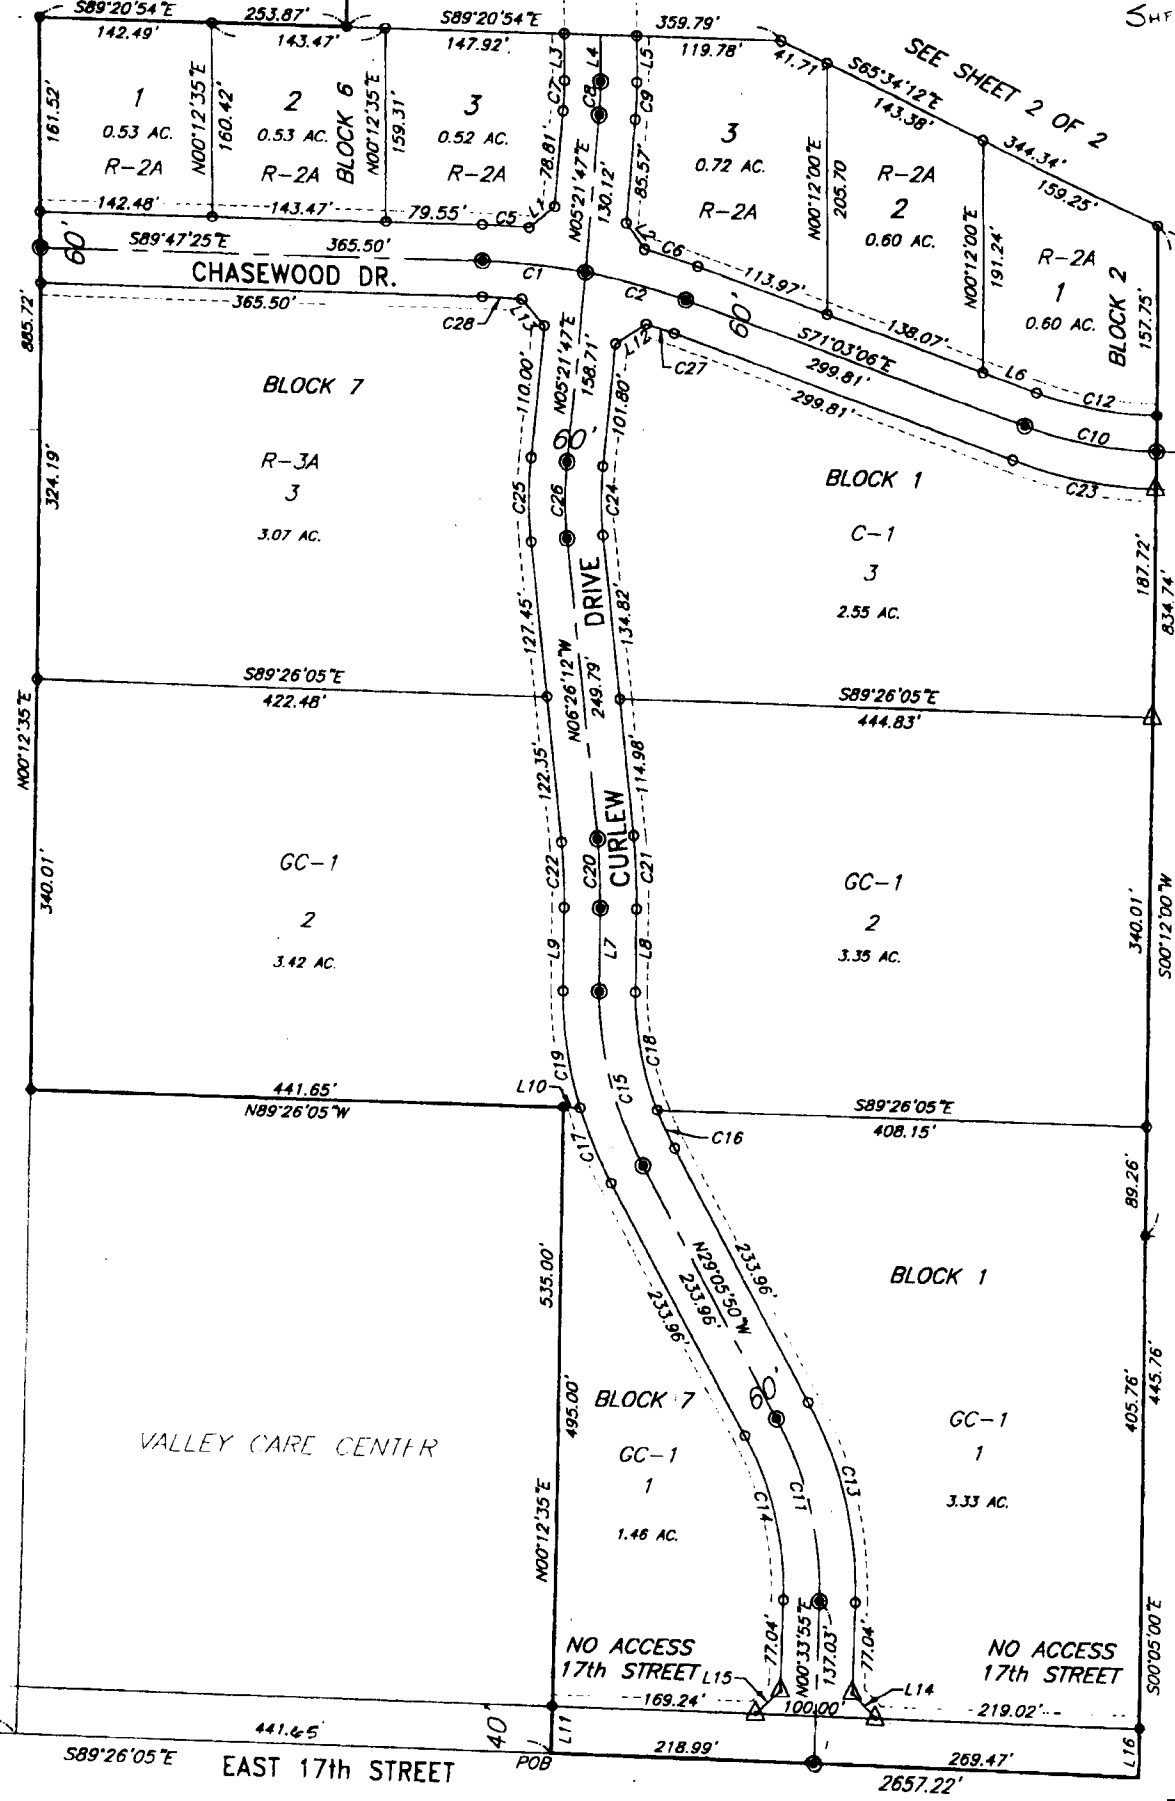 SHE
S89°20'54"E
253.87'
S89°20'54"E
359.79'
142.49'
143.47'
147.92'
119.78'
41.71
SEE SHEET 2 OF 2
S65°34'12"E
143.38'
344.34'
159.25'
L3
L4
L5
C7
C8
C9
161.52'
1
0.53 AC.
R-2A
N00°12'35"E
160.42'
2
0.53 AC.
R-2A
BLOCK 6
N00°12'35"E
159.31'
3
0.52 AC.
R-2A
78.81'
N05°21'47"E
130.12'
85.57'
3
0.72 AC.
R-2A
N00°12'00"E
205.70
R-2A
2
0.60 AC.
N00°12'00"E
191.24'
R-2A
1
0.60 AC.
BLOCK 2
157.75'
142.48'
143.47'
79.55'
C5
L2
C6
60'
S89°47'25"E
365.50'
C1
C2
113.97'
138.07'
L6
C12
CHASEWOOD DR.
60'
S71°03'06"E
299.81'
C10
365.50'
C28
L13
L12
C27
299.81'
C23
885.72'
BLOCK 7
110.00'
N05°21'47"E
158.71'
101.80'
60'
324.19'
R-3A
3
3.07 AC.
C25
C26
C24
BLOCK 1
C-1
3
2.55 AC.
187.72'
834.74'
127.45'
DRIVE
134.82'
N06°26'12"W
249.79'
S89°26'05"E
422.48'
S89°26'05"E
444.83'
N00°12'35"E
122.35'
114.98'
CURLEW
340.01'
GC-1
2
3.42 AC.
C22
C20
C21
GC-1
2
3.35 AC.
340.01'
S00°12'00"W
L9
L7
L8
C19
C15
C18
441.65'
N89°26'05"W
L10
S89°26'05"E
408.15'
C17
C16
89.26'
535.00'
233.96'
N29°05'50"W
233.96'
233.96'
BLOCK 1
445.76'
405.76'
60'
495.00'
BLOCK 7
GC-1
1
1.46 AC.
VALLEY CARE CENTER
C14
C11
C13
GC-1
1
3.33 AC.
N00°12'35"E
77.04'
N00°33'55"E
137.03'
77.04'
S00°05'00"E
NO ACCESS
17th STREET
NO ACCESS
17th STREET
L15
L14
169.24'
100.00'
219.02'
441.65'
40'
L11
218.99'
269.47'
L16
S89°26'05"E
EAST 17th STREET
POB
2657.22'